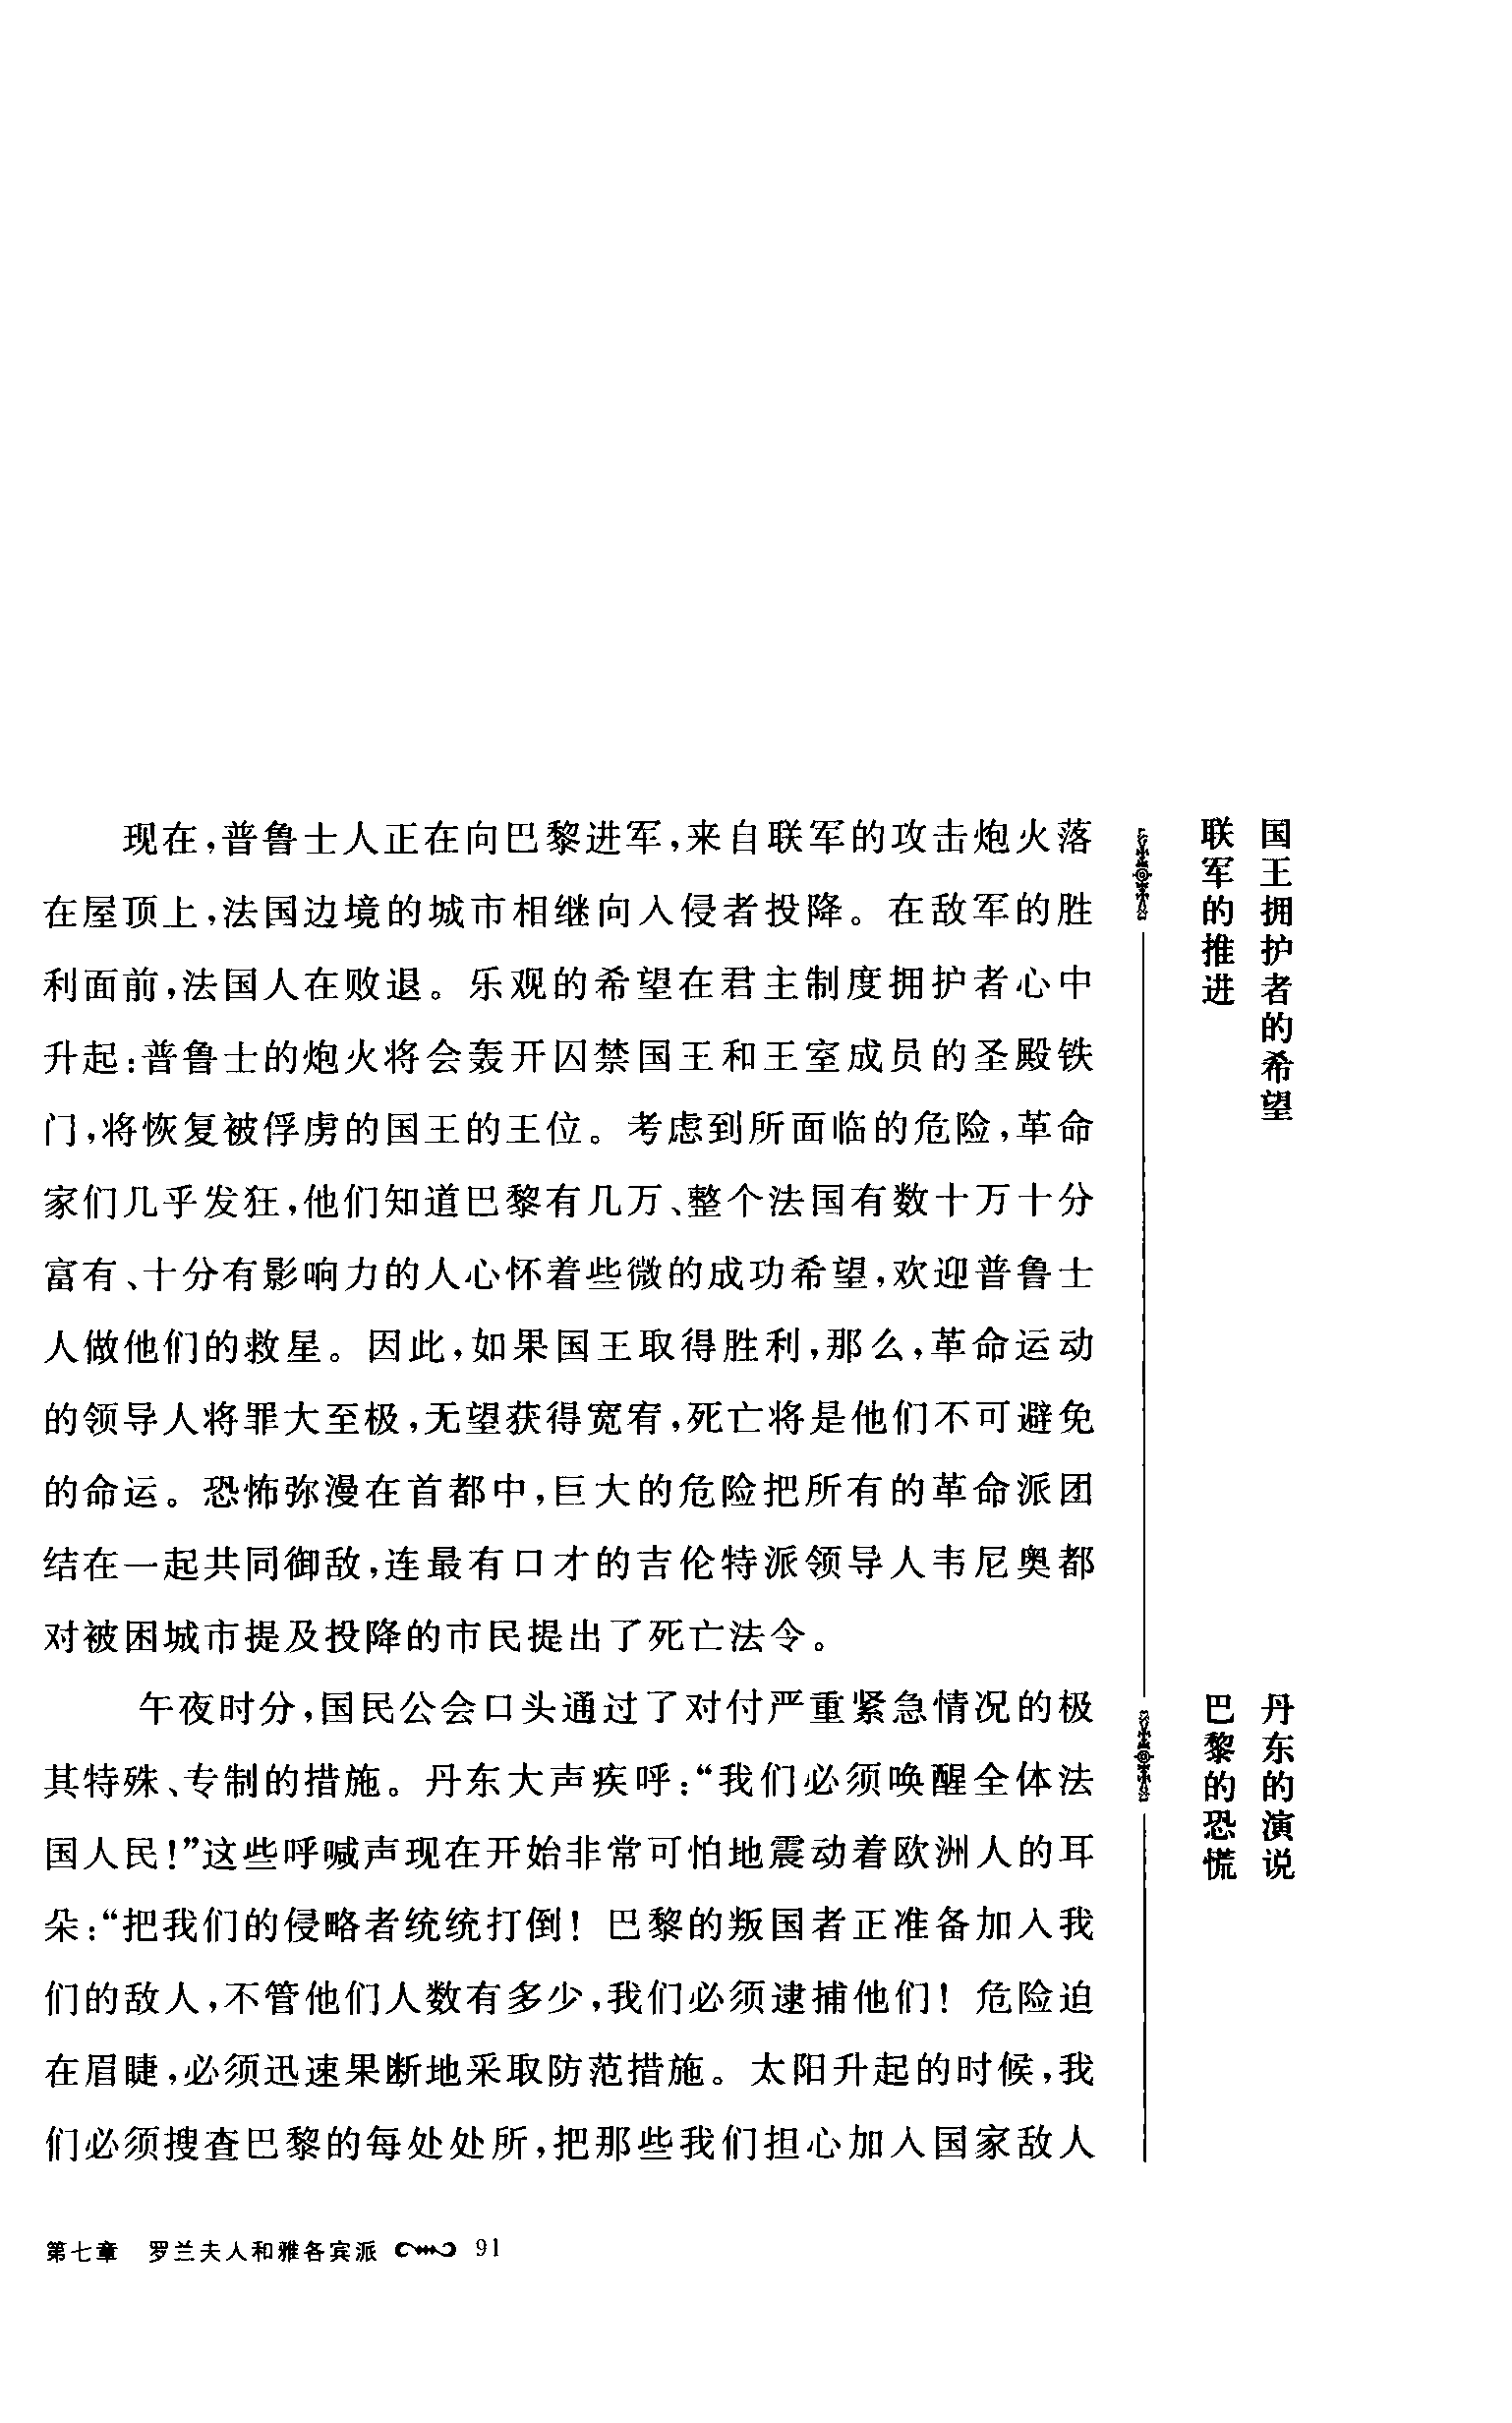 现在,普鲁士人正在向巴黎进军,来自联军的攻击炮火落
在屋顶上,法国边境的城市相继向入侵者投降。在敌军的胜
利面前,法国人在败退。乐观的希望在君主制度拥护者心中
升起:普鲁士的炮火将会轰开囚禁国王和王室成员的圣殿铁
门,将恢复被俘虏的国王的王位。考虑到所面临的危险,革命
家们几乎发狂,他们知道巴黎有几万、整个法国有数十万十分
富有、十分有影响力的人心怀着些微的成功希望,欢迎普鲁士
人做他们的救星。因此,如果国王取得胜利,那么,革命运动
的领导人将罪大至极,无望获得宽宥,死亡将是他们不可避免
的命运。恐怖弥漫在首都中,巨大的危险把所有的革命派团
结在一起共同御敌,连最有口才的吉伦特派领导人韦尼奥都
对被困城市提及投降的市民提出了死亡法令。
午夜时分,国民公会口头通过了对付严重紧急情况的极
其特殊、专制的措施。丹东大声疾呼:“我们必须唤醒全体法
国人民!”这些呼喊声现在开始非常可怕地震动着欧洲人的耳
朵:“把我们的侵略者统统打倒! 巴黎的叛国者正准备加入我
们的敌人,不管他们人数有多少,我们必须逮捕他们! 危险迫
在眉睫,必须迅速果断地采取防范措施。太阳升起的时候,我
们必须搜查巴黎的每处处所,把那些我们担心加入国家敌人
国王拥护者的希望
联军的推进
丹东的演说
巴黎的恐慌
第七章 罗兰夫人和雅各宾派 91